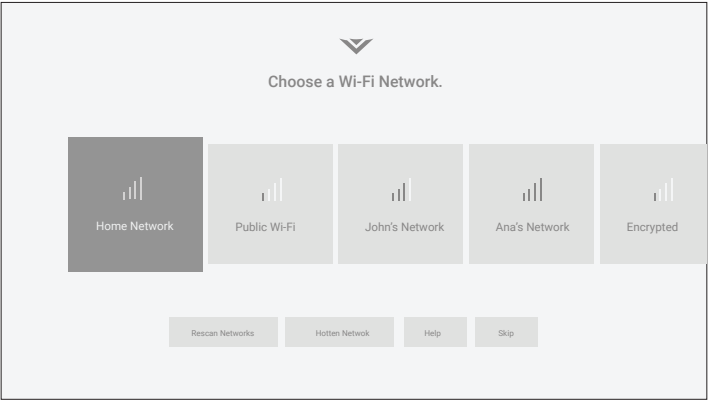 Choose a Wi-Fi Network.
Home Network
Public Wi-Fi
John's Network
Ana's Network
Encrypted
Rescan Networks
Hotten Netwok
Help
Skip